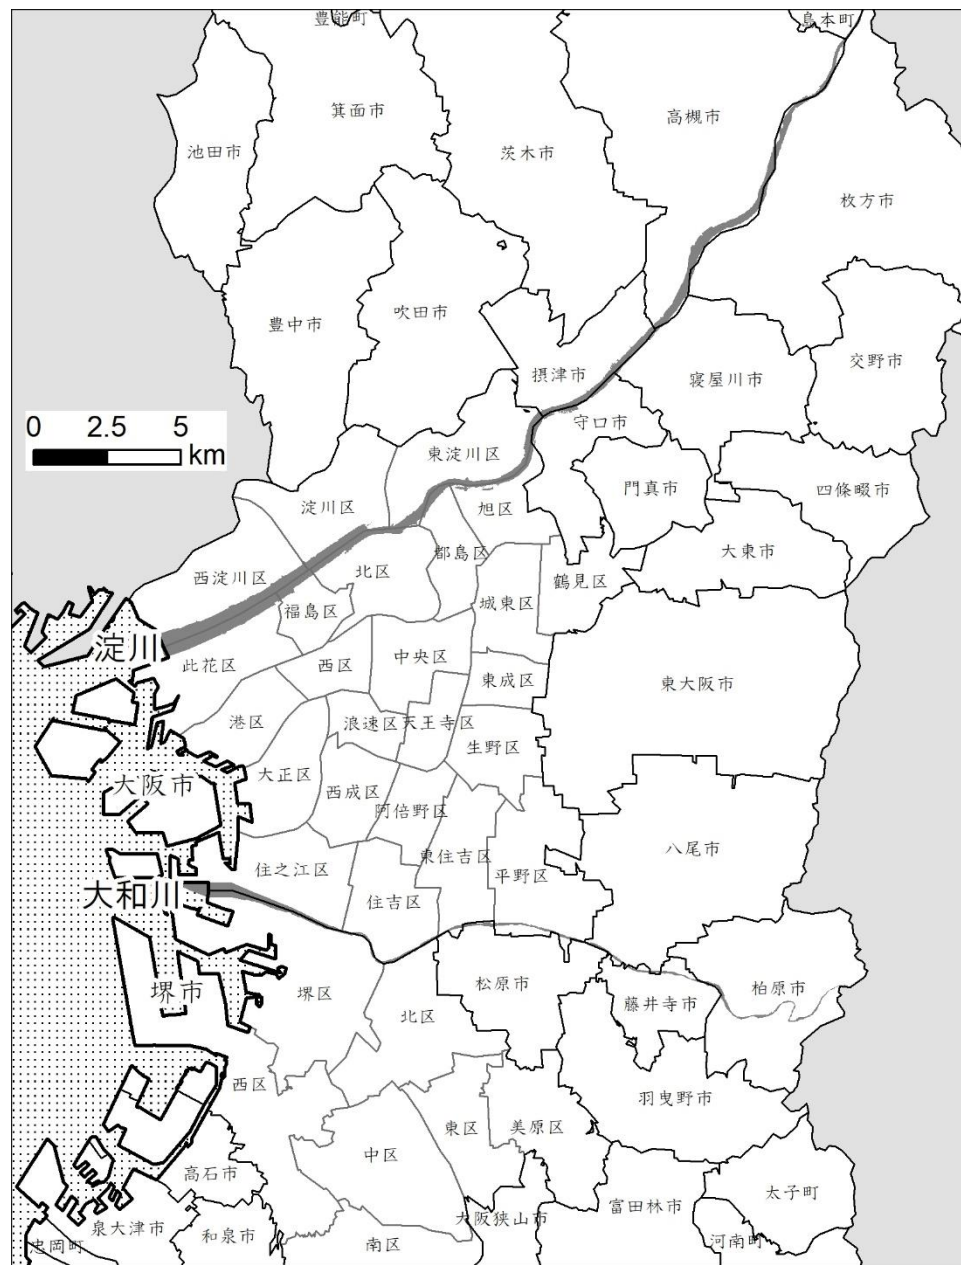 豊能町
島本町
箕面市
高槻市
池田市
茨木市
枚方市
豊中市
吹田市
摂津市
寝屋川市
交野市
0 2.5 5
km
守口市
東淀川区
門真市
四條畷市
淀川区
旭区
大東市
都島区
北区
西淀川区
鶴見区
福島区
城東区
淀川
此花区
西区
中央区
東成区
東大阪市
港区
浪速区
天王寺区
生野区
大正区
大阪市
西成区
阿倍野区
八尾市
東住吉区
住之江区
平野区
大和川
住吉区
堺市
堺区
松原市
柏原市
藤井寺市
北区
西区
羽曳野市
東区
美原区
中区
高石市
太子町
富田林市
大阪狭山市
泉大津市
和泉市
南区
河南町
忠岡町